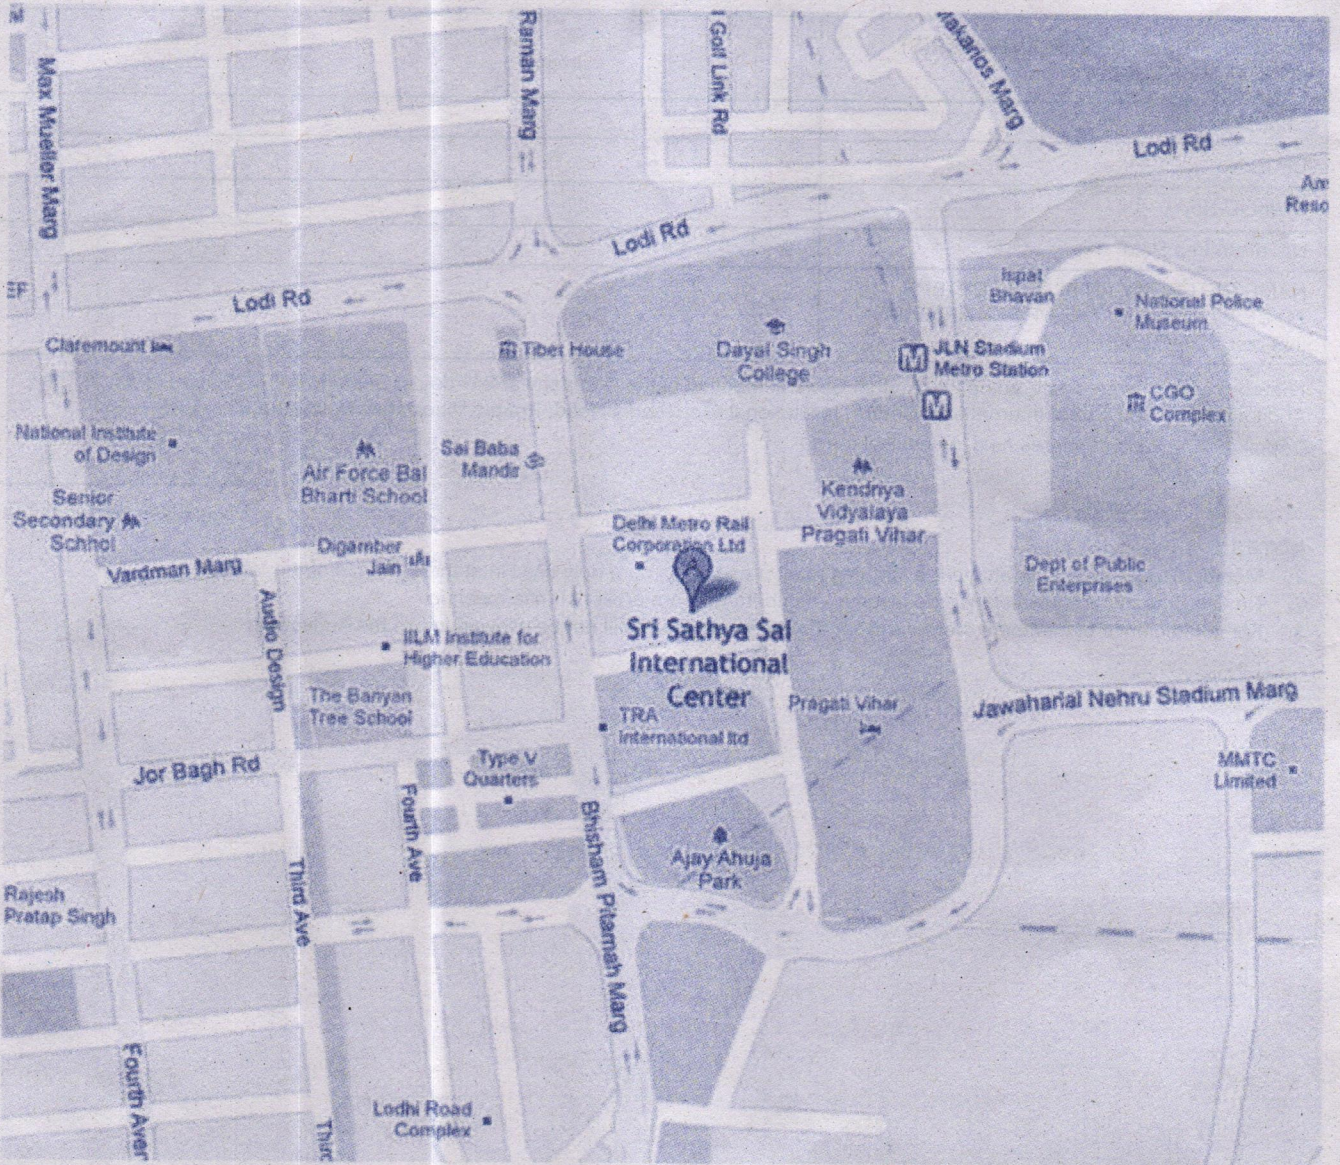 Max Mueller Marg
Raman Marg
Golf Link Rd
Makarios Marg
Lodi Rd
Lodi Rd
Lodi Rd
EF
Claremount
Tibet House
Dayal Singh
College
Ispat
Bhavan
National Police
Museum
M JLN Stadium
Metro Station
M
CGO
Complex
National Institute
of Design
Air Force Bal
Bharti School
Sai Baba
Mandir
Senior
Secondary
Schhol
Kendriya
Vidyalaya
Pragati Vihar
Delhi Metro Rail
Corporation Ltd
Digamber
Jain
Vardman Marg
Dept of Public
Enterprises
A
Sri Sathya Sai
International
Center
Audio Design
IILM Institute for
Higher Education
The Banyan
Tree School
TRA
International ltd
Pragati Vihar
Jawaharlal Nehru Stadium Marg
Jor Bagh Rd
Type V
Quarters
MMTC
Limited
Fourth Ave
Bhisham Pitamah Marg
Ajay Ahuja
Park
Third Ave
Rajesh
Pratap Singh
Fourth Aven
Third
Lodhi Road
Complex